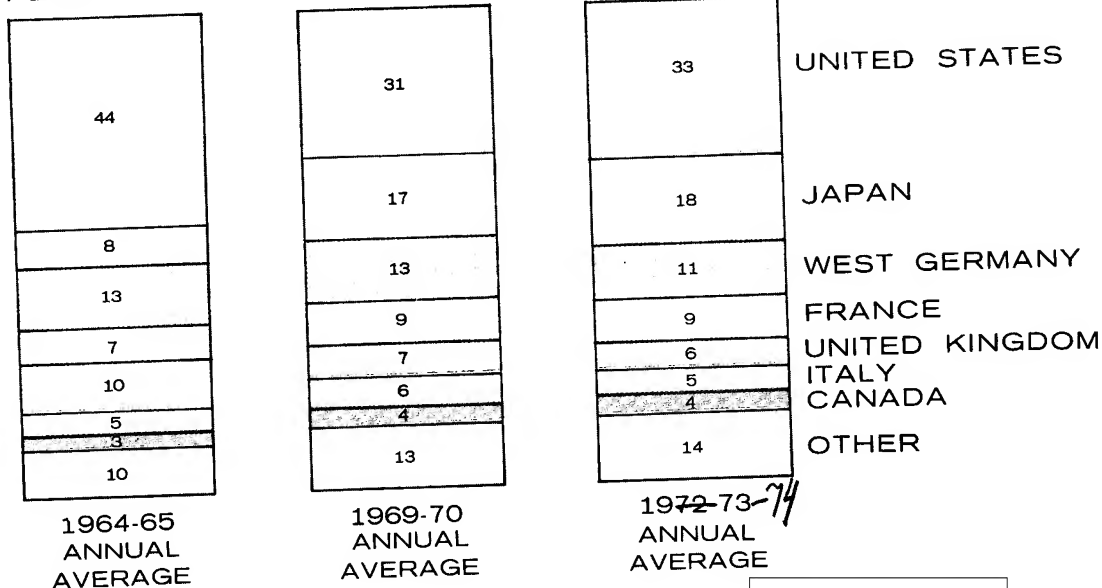 44
8
13
7
10
5
3
10
1964-65
ANNUAL
AVERAGE
31
17
13
9
7
6
4
13
1969-70
ANNUAL
AVERAGE
33
18
11
9
6
5
4
14
1972-73-74
ANNUAL
AVERAGE
UNITED STATES
JAPAN
WEST GERMANY
FRANCE
UNITED KINGDOM
ITALY
CANADA
OTHER